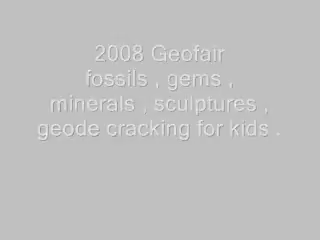 2008 Geofair
fossils , gems ,
minerals , sculptures ,
geode cracking for kids .